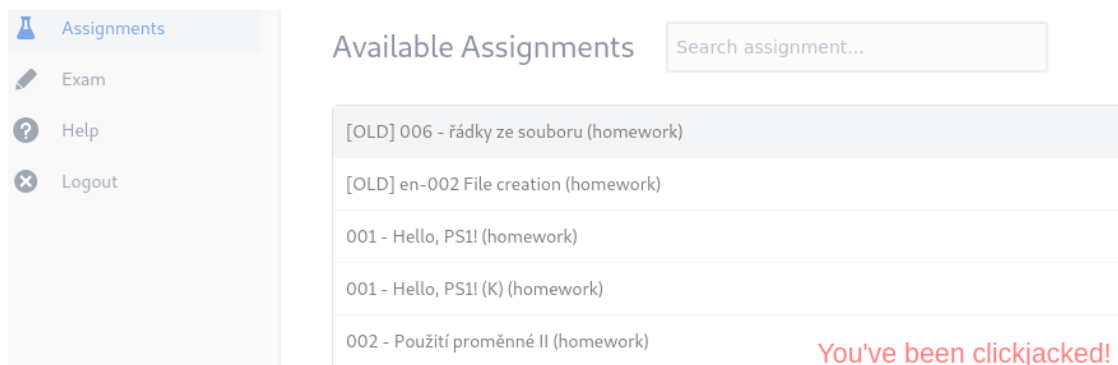 Assignments
Exam
Help
Logout
Available Assignments
Search assignment...
[OLD] 006 - řádky ze souboru (homework)
[OLD] en-002 File creation (homework)
001 - Hello, PS1! (homework)
001 - Hello, PS1! (K) (homework)
002 - Použití proměnné II (homework)
You've been clickjacked!